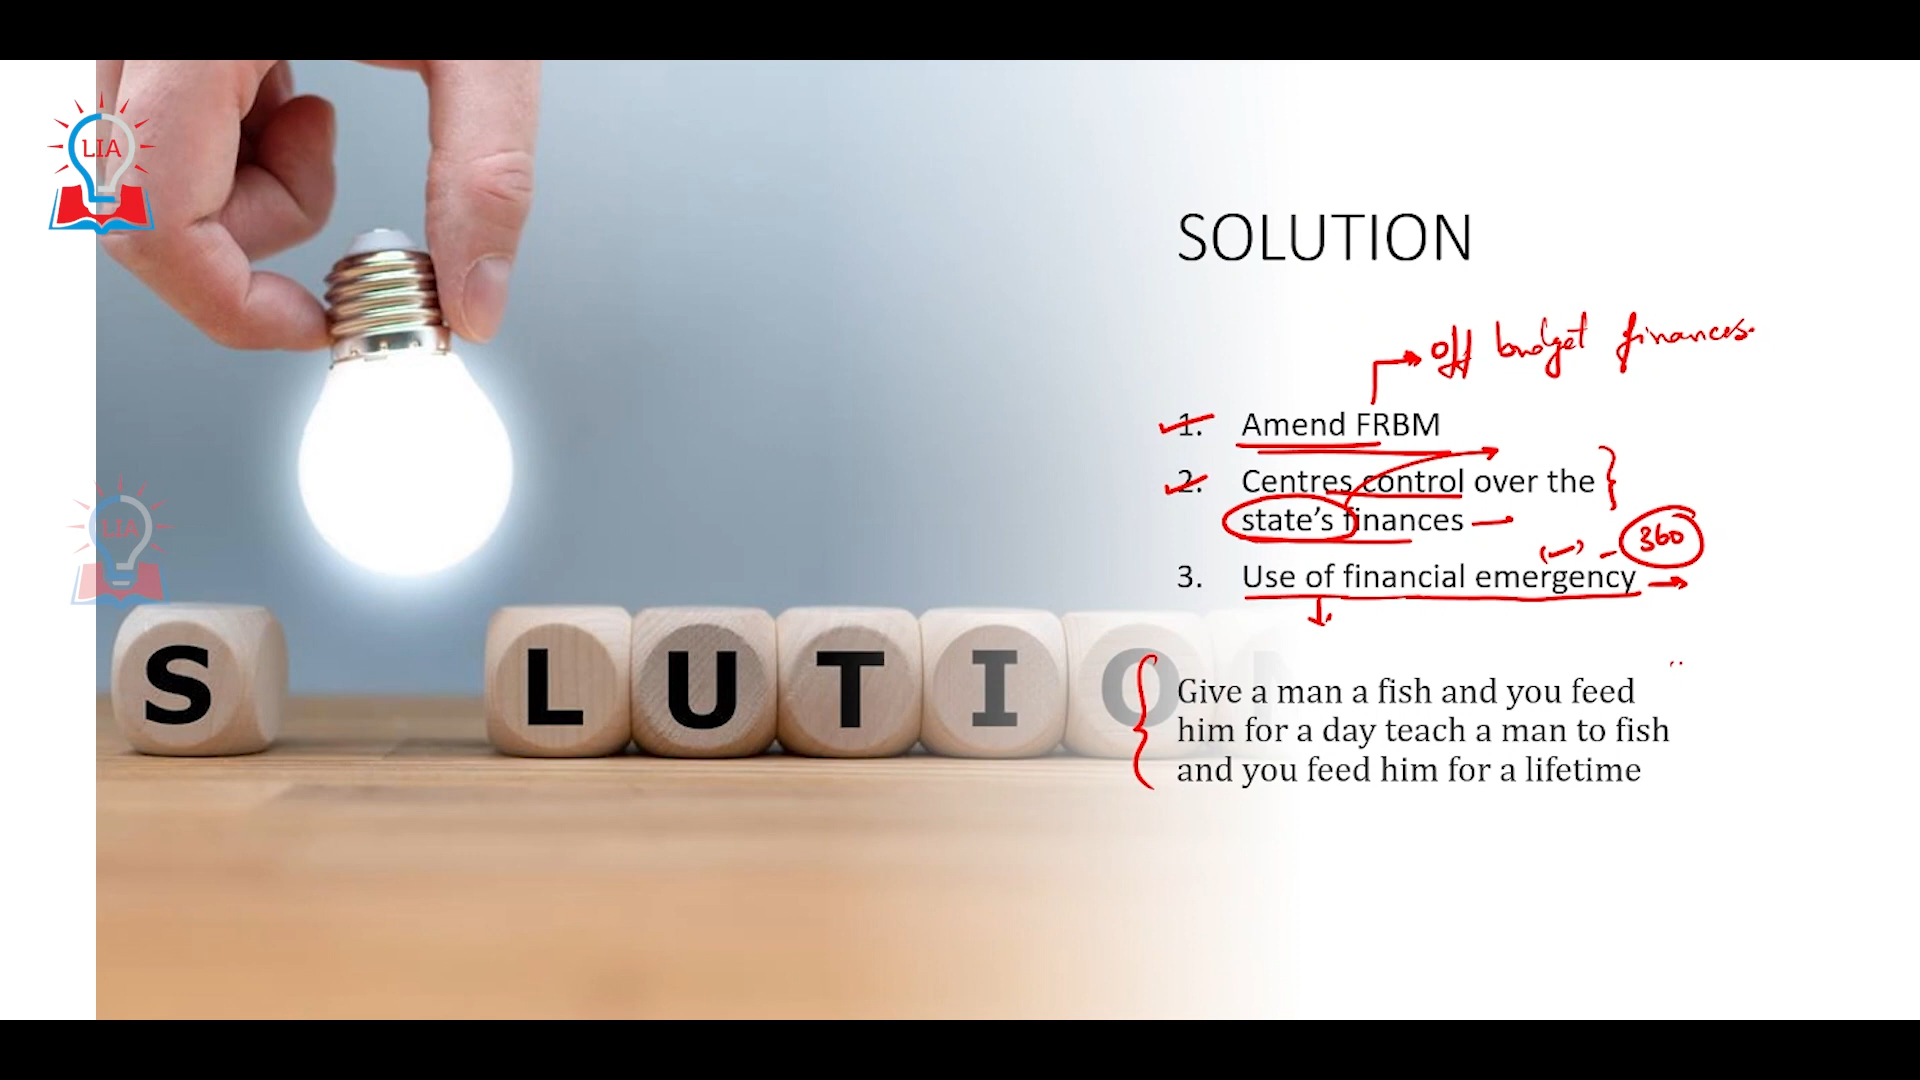 LIA
SOLUTION
off budget finances.
1. Amend FRBM
2. Centres control over the
state's finances
360
3. Use of financial emergency
LIA
S LUTION
Give a man a fish and you feed
him for a day teach a man to fish
and you feed him for a lifetime